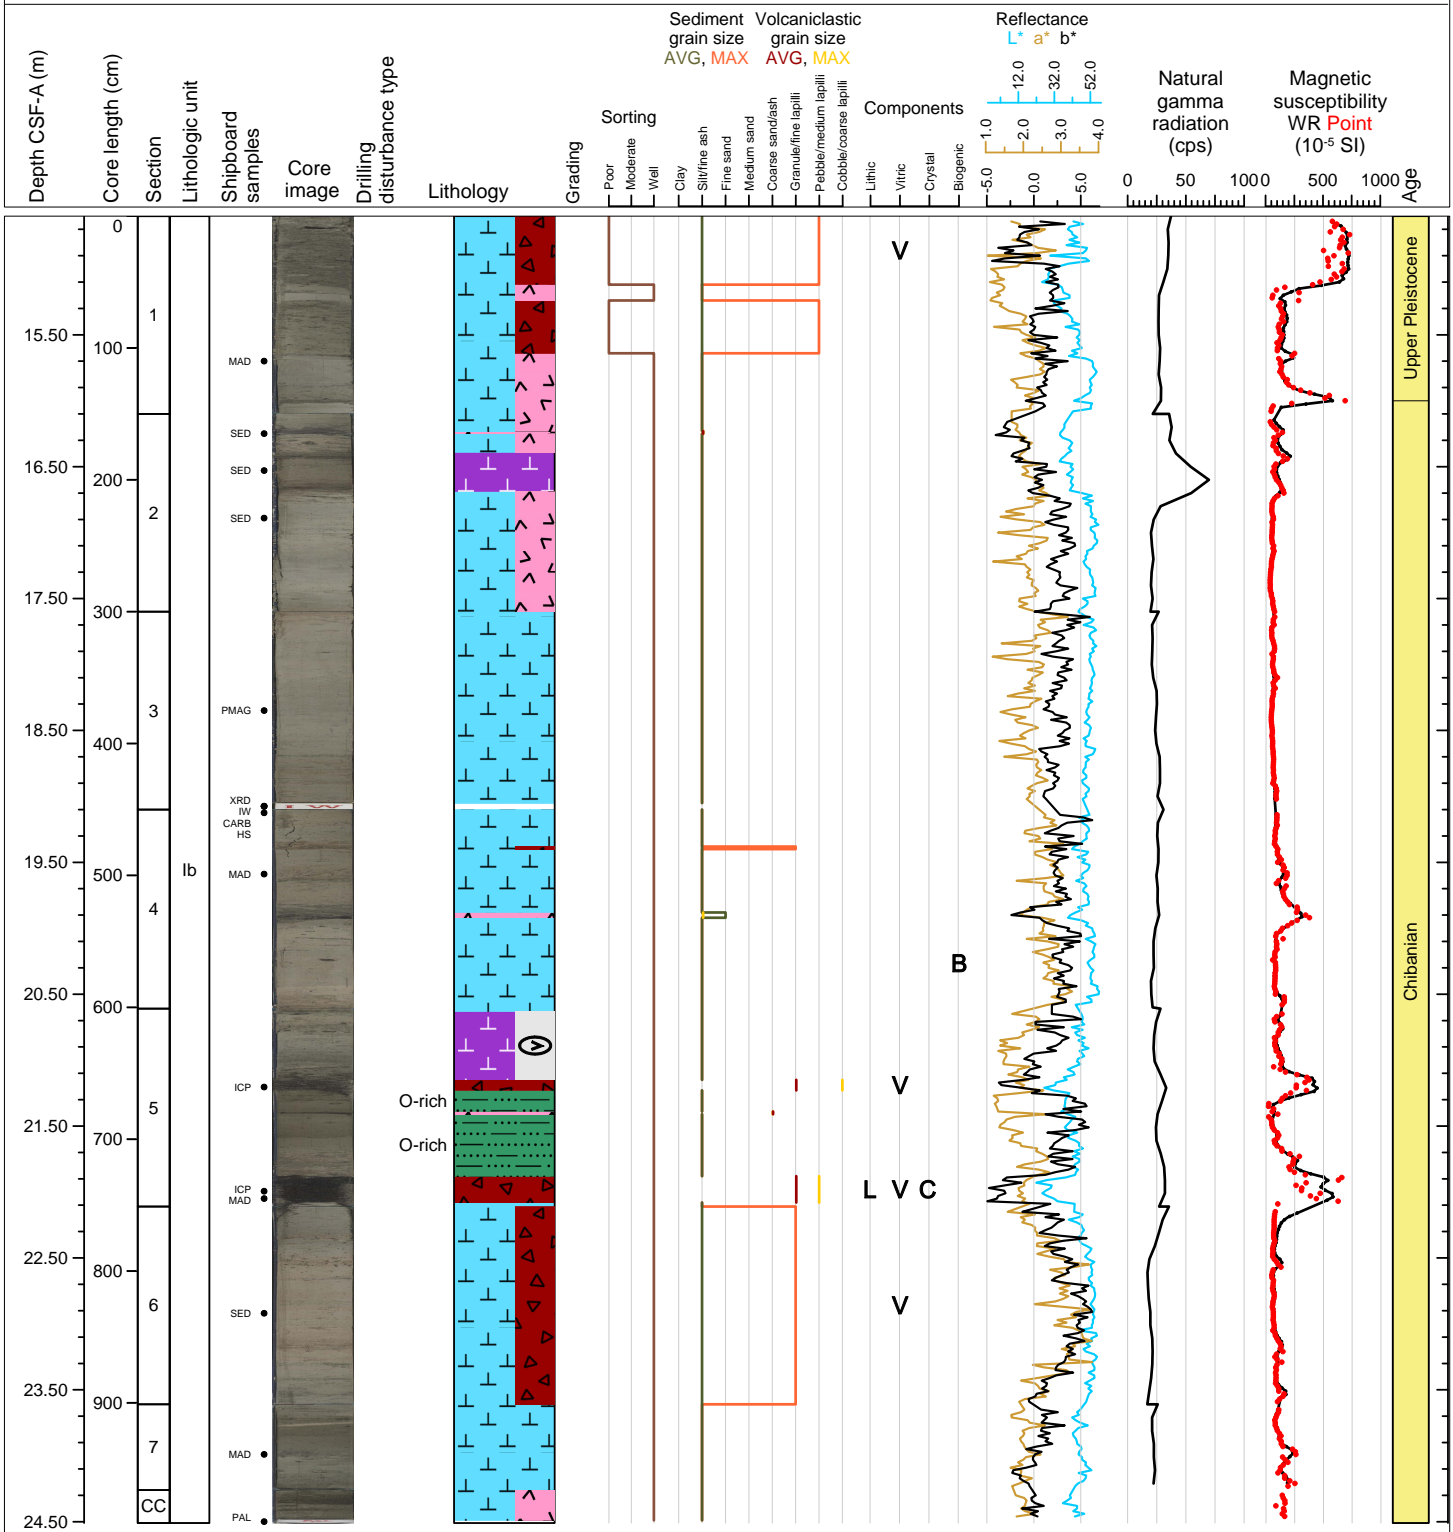 Depth CSF-A (m)
Core length (cm)
Section
Lithologic unit
Shipboard
samples
Core
image
Drilling
disturbance type
Lithology
Grading
Sorting
Poor
Moderate
Well
Sediment
grain size
AVG, MAX
Volcaniclastic
grain size
AVG, MAX
Clay
Silt/fine ash
Fine sand
Medium sand
Coarse sand/ash
Granule/fine lapilli
Pebble/medium lapilli
Cobble/coarse lapilli
Components
Lithic
Vitric
Crystal
Biogenic
Reflectance
L* a* b*
12.0 32.0 52.0
1.0 2.0 3.0 4.0
-5.0 0.0 5.0
Natural
gamma
radiation
(cps)
0 50 100
Magnetic
susceptibility
WR Point
(10-5 SI)
0 500 1000
Age
0
V
1
15.50
100
MAD
Upper Pleistocene
SED
16.50
SED
200
2
SED
17.50
300
3
PMAG
18.50
400
XRD
IW
IW
CARB
HS
19.50
Ib
MAD
500
4
B
20.50
600
Chibanian
5
ICP
V
O-rich
21.50
700
O-rich
ICP
MAD
L V C
22.50
800
6
SED
V
23.50
900
7
MAD
CC
PAL
24.50